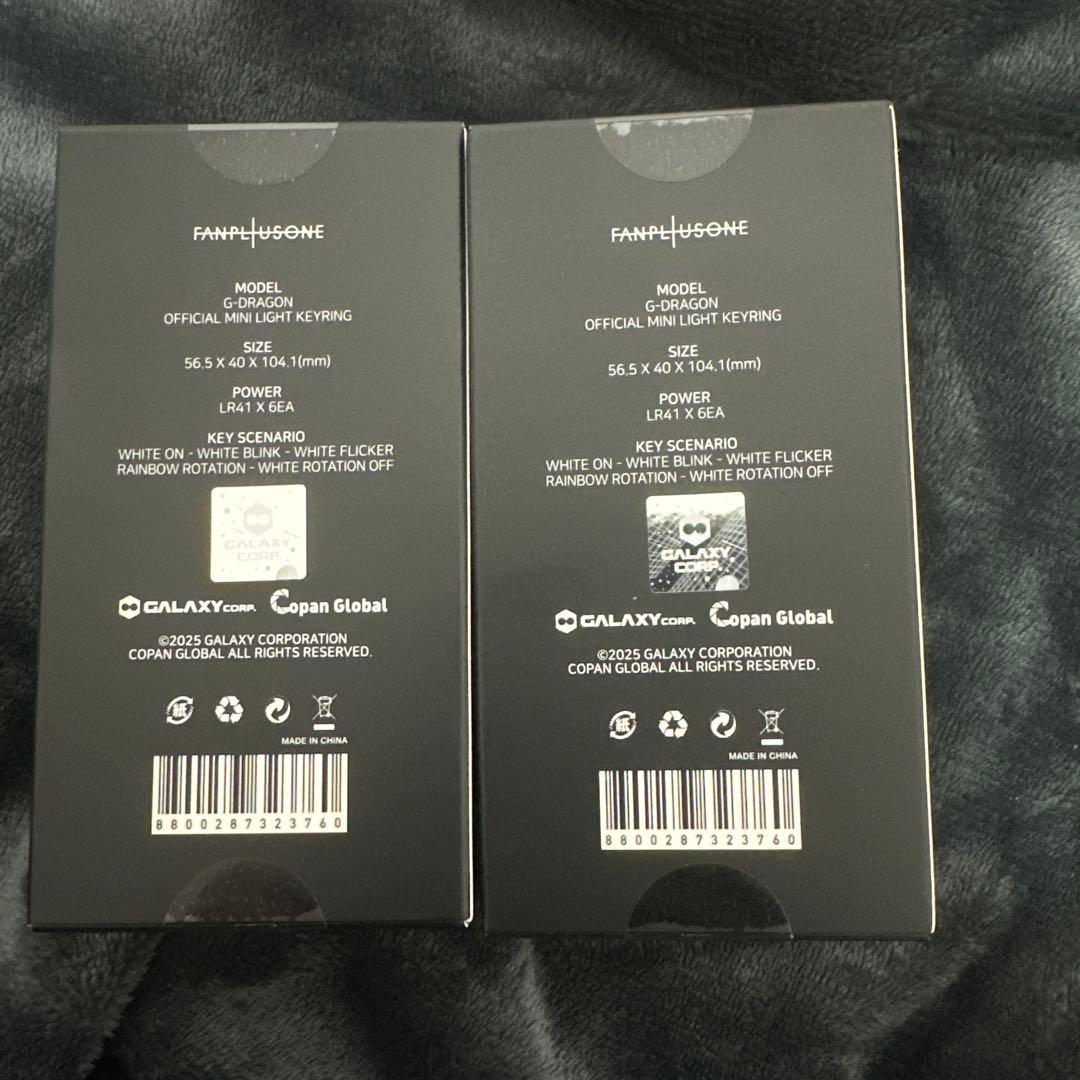 FANPLUSONE
MODEL
G-DRAGON
OFFICIAL MINI LIGHT KEYRING
SIZE
56.5 X 40 X 104.1(mm)
POWER
LR41 X 6EA
KEY SCENARIO
WHITE ON - WHITE BLINK - WHITE FLICKER
RAINBOW ROTATION - WHITE ROTATION OFF
GALAXY
CORP.
GALAXYCORP. Copan Global
©2025 GALAXY CORPORATION
COPAN GLOBAL ALL RIGHTS RESERVED.
紙
MADE IN CHINA
8800287323760
FANPLUSONE
MODEL
G-DRAGON
OFFICIAL MINI LIGHT KEYRING
SIZE
56.5 X 40 X 104.1(mm)
POWER
LR41 X 6EA
KEY SCENARIO
WHITE ON - WHITE BLINK - WHITE FLICKER
RAINBOW ROTATION - WHITE ROTATION OFF
GALAXY
CORP.
GALAXYCORP. Copan Global
©2025 GALAXY CORPORATION
COPAN GLOBAL ALL RIGHTS RESERVED.
紙
MADE IN CHINA
8800287323760